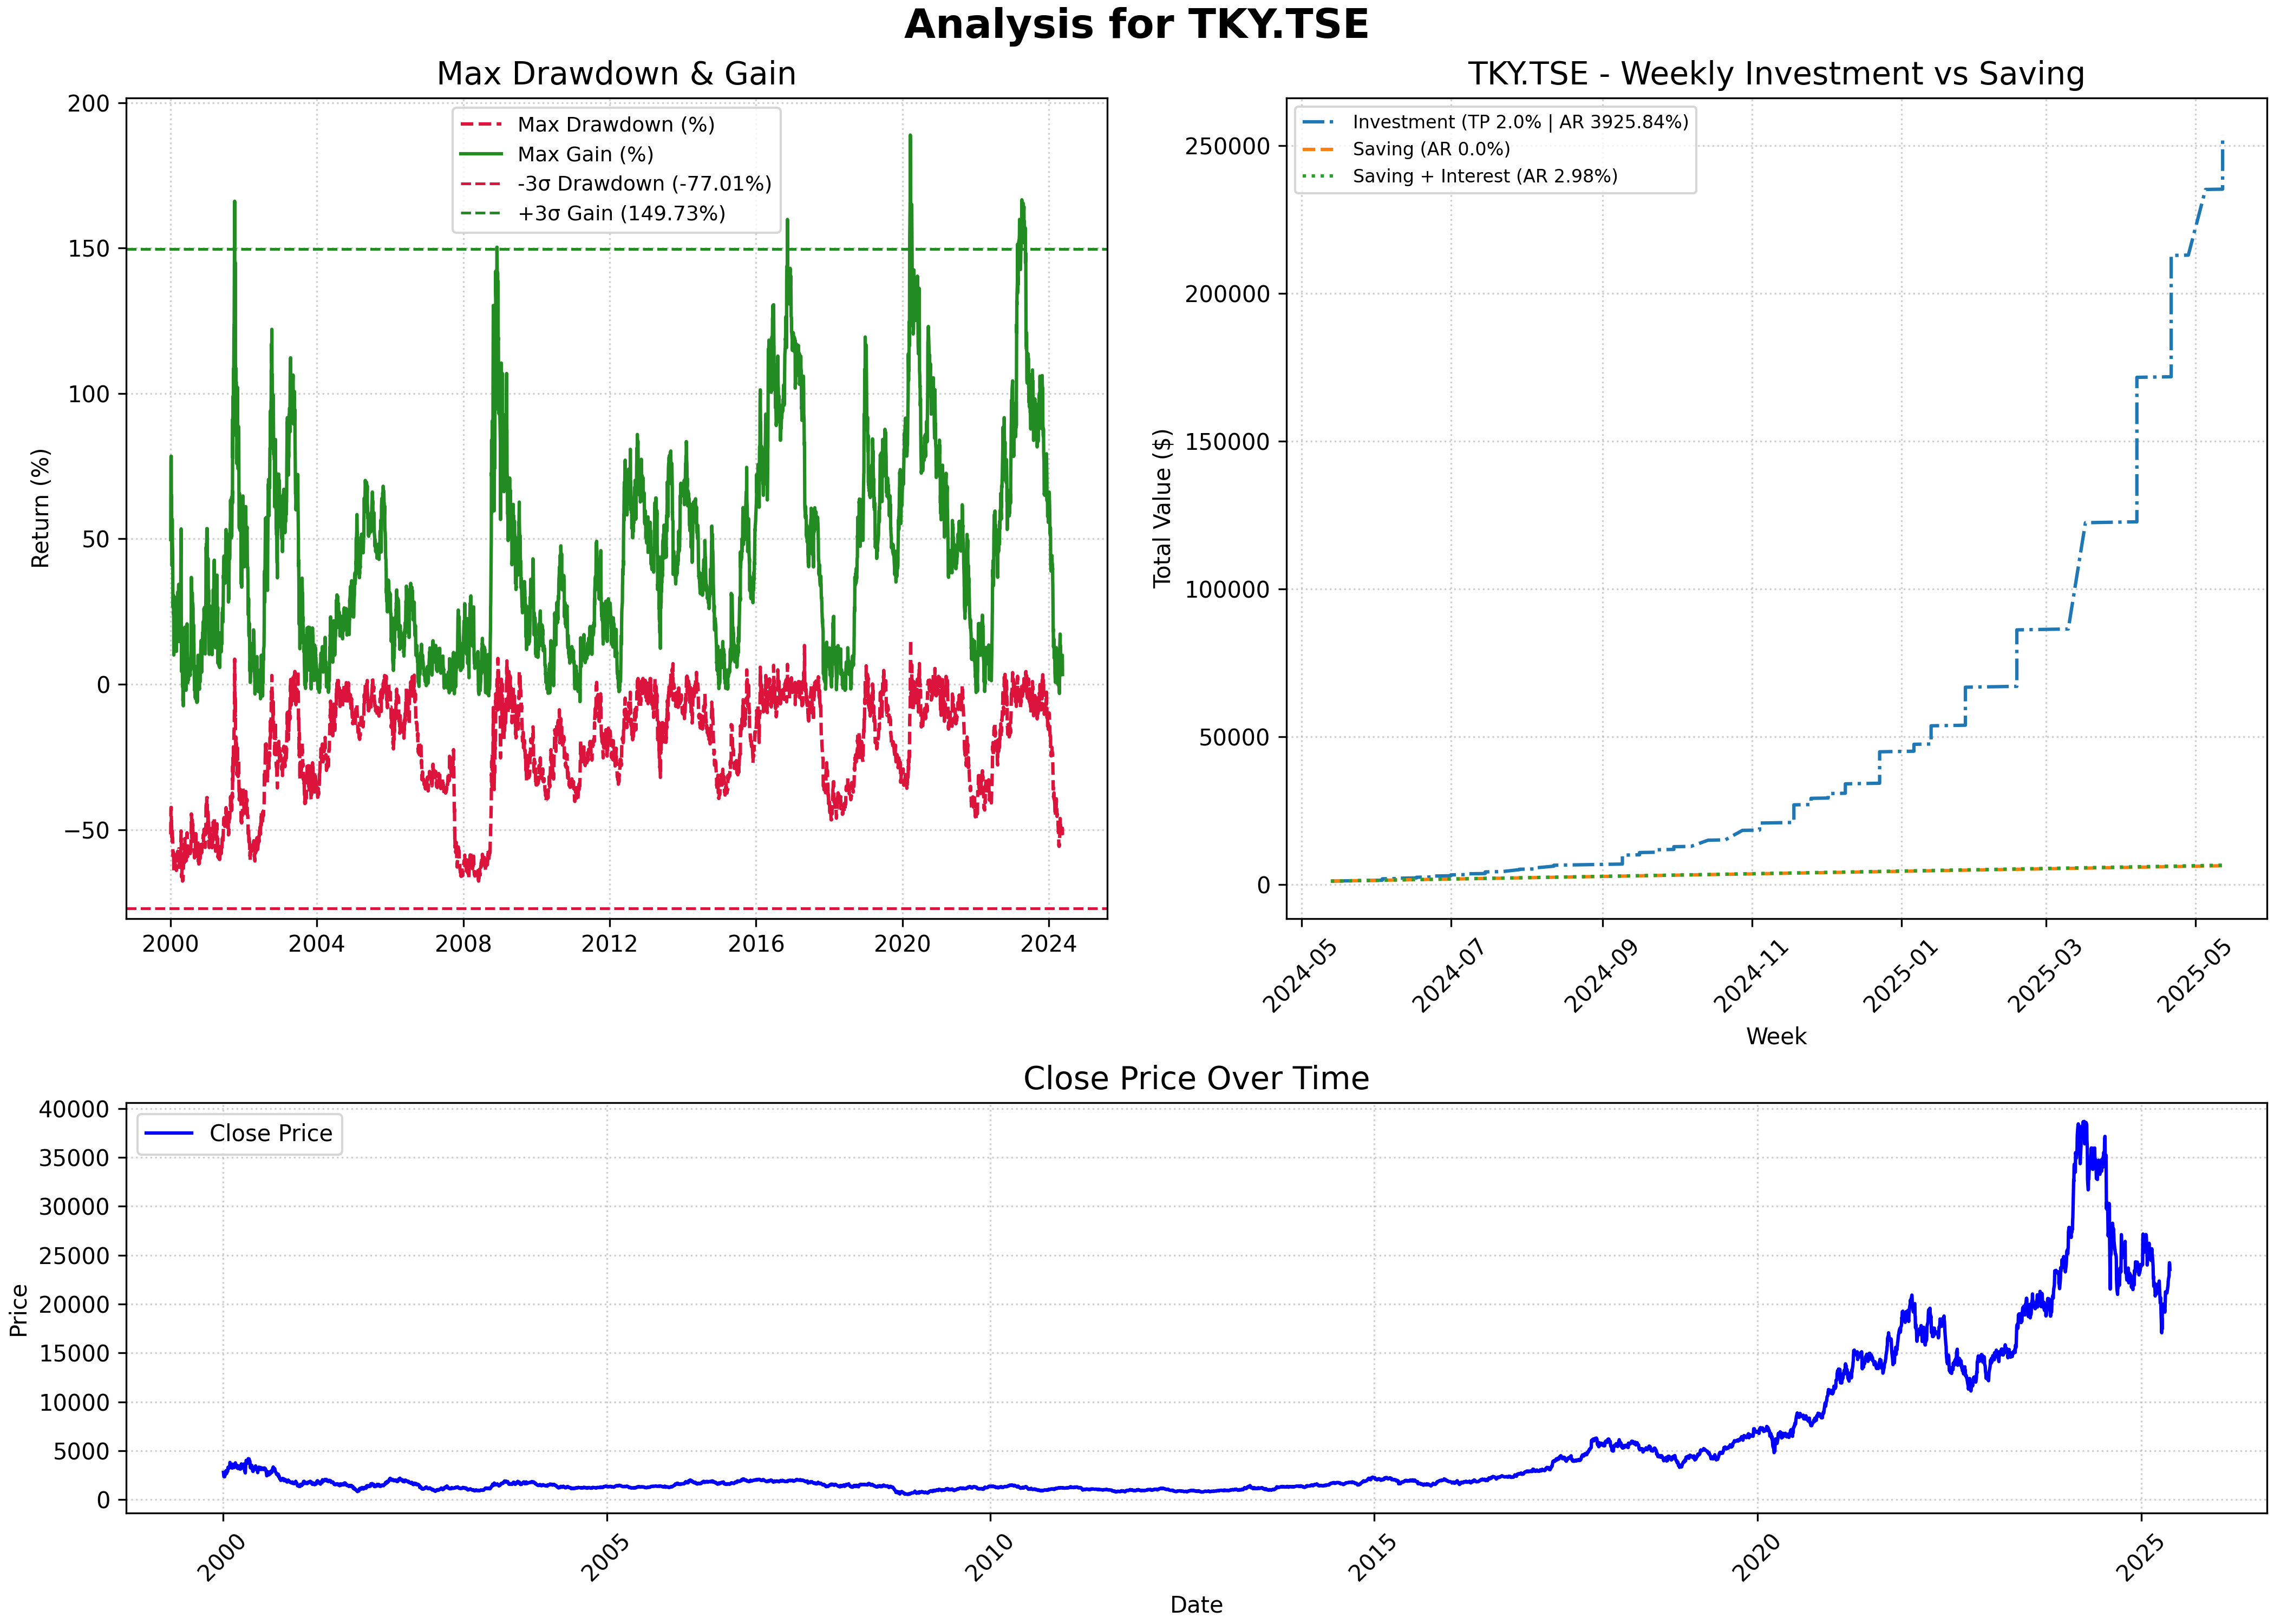 Analysis for TKY.TSE
Max Drawdown & Gain
200
150
100
50
0
−50
Return (%)
Max Drawdown (%)
Max Gain (%)
-3σ Drawdown (-77.01%)
+3σ Gain (149.73%)
2000
2004
2008
2012
2016
2020
2024
TKY.TSE - Weekly Investment vs Saving
250000
200000
150000
100000
50000
0
Total Value ($)
Investment (TP 2.0% | AR 3925.84%)
Saving (AR 0.0%)
Saving + Interest (AR 2.98%)
2024-05
2024-07
2024-09
2024-11
2025-01
2025-03
2025-05
Week
Close Price Over Time
40000
35000
30000
25000
20000
15000
10000
5000
0
Price
Close Price
2000
2005
2010
2015
2020
2025
Date